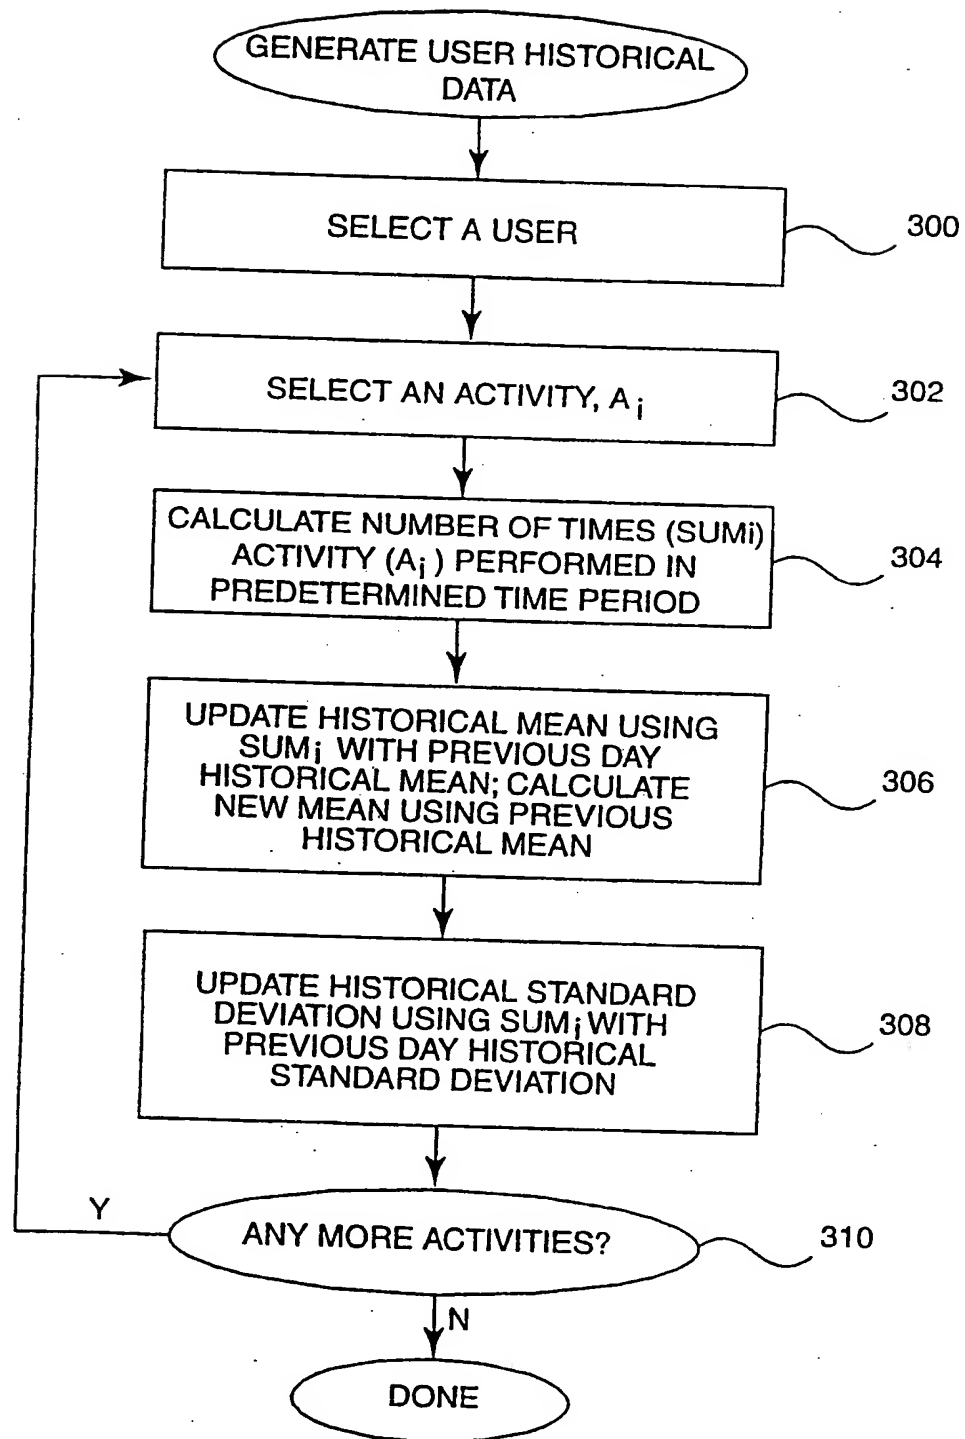 GENERATE USER HISTORICAL
DATA
SELECT A USER
300
SELECT AN ACTIVITY, Ai
302
CALCULATE NUMBER OF TIMES (SUMi)
ACTIVITY (Ai) PERFORMED IN
PREDETERMINED TIME PERIOD
304
UPDATE HISTORICAL MEAN USING
SUMi WITH PREVIOUS DAY
HISTORICAL MEAN; CALCULATE
NEW MEAN USING PREVIOUS
HISTORICAL MEAN
306
UPDATE HISTORICAL STANDARD
DEVIATION USING SUMi WITH
PREVIOUS DAY HISTORICAL
STANDARD DEVIATION
308
Y
ANY MORE ACTIVITIES?
310
N
DONE